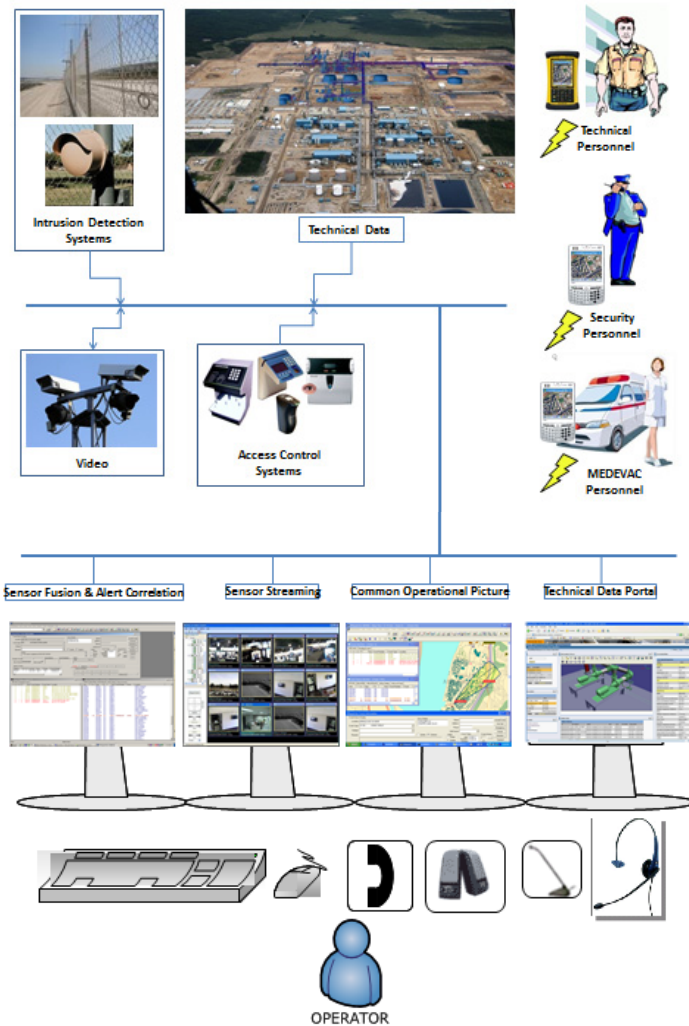 Intrusion Detection
Systems
Technical Data
Technical
Personnel
Security
Personnel
Video
Access Control
Systems
MEDEVAC
Personnel
Sensor Fusion & Alert Correlation
Sensor Streaming
Common Operational Picture
Technical Data Portal
OPERATOR